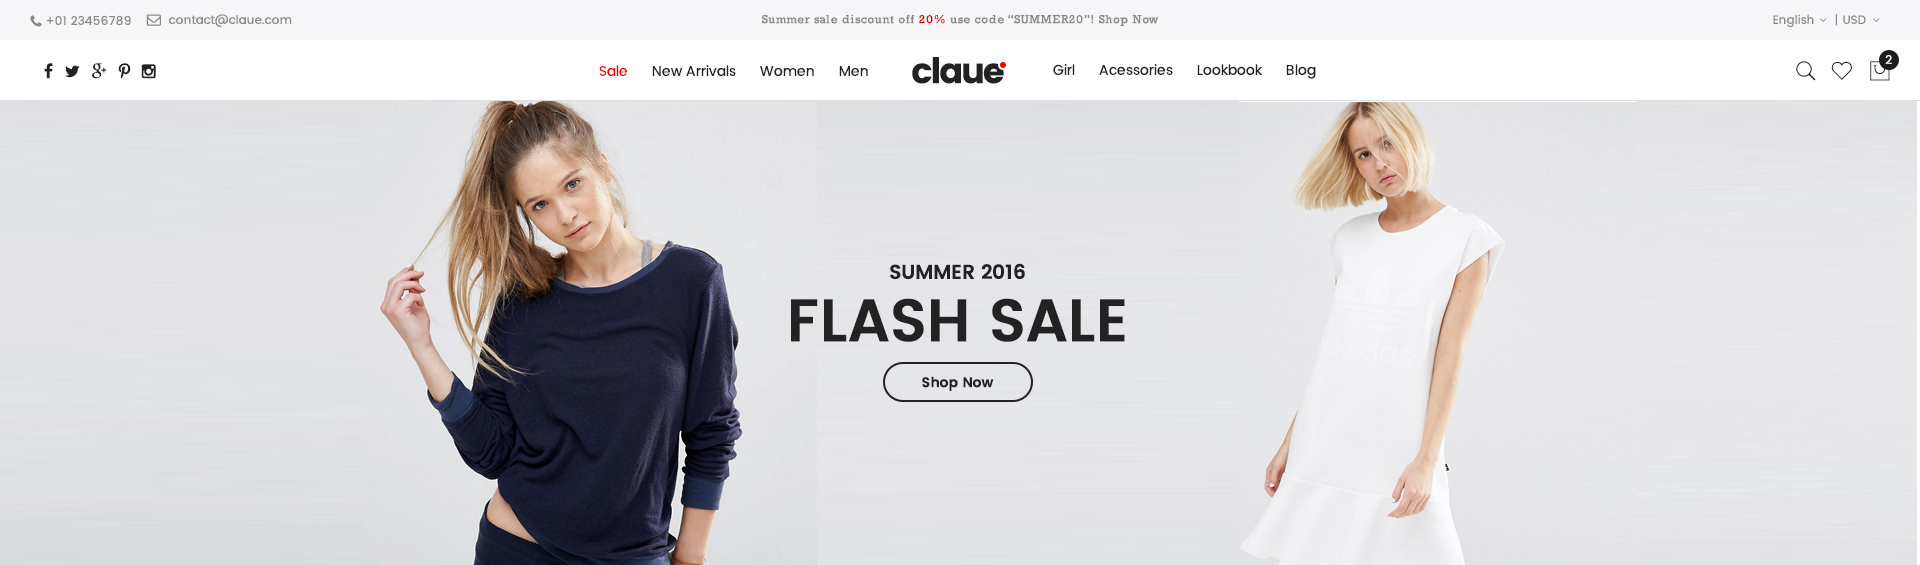 +01 23456789 contact@claue.com Summer sale discount off 20% use code “SUMMER20”! Shop Now English | USD
Sale New Arrivals Women Men claue Girl Acessories Lookbook Blog 2
SUMMER 2016
FLASH SALE
Shop Now
adidas